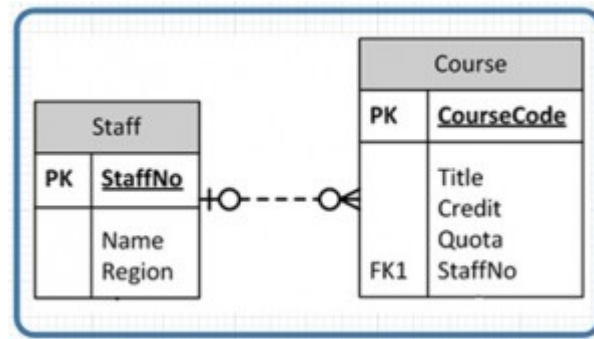 Staff
PK StaffNo
Name
Region
Course
PK CourseCode
Title
Credit
Quota
FK1 StaffNo